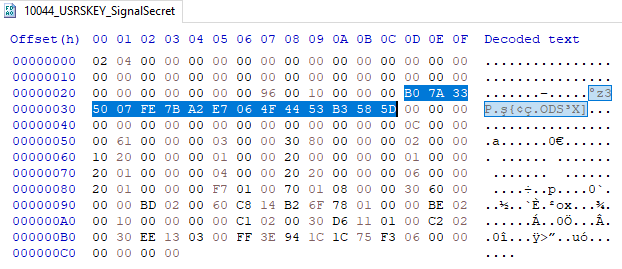 10044_USRSKEY_SignalSecret
Offset(h) 00 01 02 03 04 05 06 07 08 09 0A 0B 0C 0D 0E 0F Decoded text
00000000 02 04 00 00 00 00 00 00 00 00 00 00 00 00 00 00 ................
00000010 00 00 00 00 00 00 00 00 00 00 00 00 00 00 00 00 ................
00000020 00 00 00 00 00 00 00 96 00 10 00 00 00 B0 7A 33 .......–.....°z3
00000030 50 07 FE 7B A2 E7 06 4F 44 53 B3 58 5D 00 00 00 P.ş{¢ç.ODSłX]...
00000040 00 00 00 00 00 00 00 00 00 00 00 00 0C 00 00 00 ................
00000050 00 61 00 00 00 03 00 00 30 80 00 00 00 02 00 00 .a......0€......
00000060 10 20 00 00 00 01 00 00 20 20 00 00 00 00 00 00 . ......  ......
00000070 20 01 00 00 00 04 00 00 20 20 00 00 00 06 00 00  .......  ......
00000080 20 01 00 00 00 F7 01 00 70 01 08 00 00 30 60 00  ....÷..p....0`.
00000090 00 00 BD 02 00 60 C8 14 B2 6F 78 01 00 00 BE 02 ..½..`È.²ox...¾.
000000A0 00 10 00 00 00 00 C1 02 00 30 D6 11 01 00 C2 02 ......Á..0Ö...Â.
000000B0 00 30 EE 13 03 00 FF 3E 94 1C 1C 75 F3 06 00 00 .0î...ÿ>”..uó...
000000C0 00 00 00 00 ....